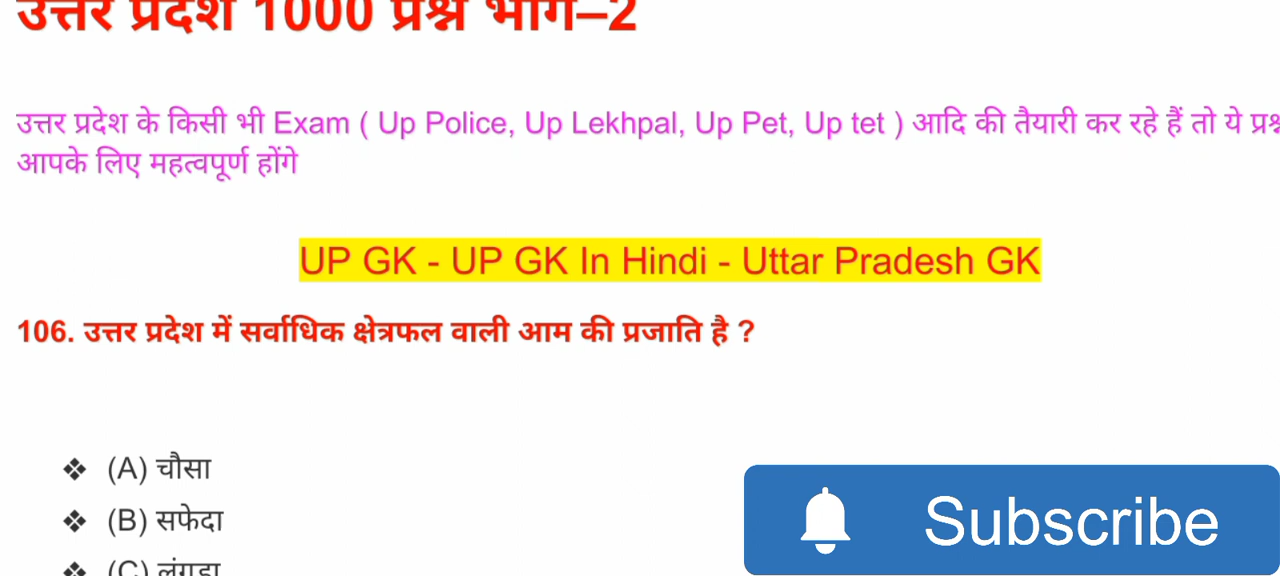 उत्तर प्रदेश 1000 प्रश्न भाग–2
उत्तर प्रदेश के किसी भी Exam ( Up Police, Up Lekhpal, Up Pet, Up tet ) आदि की तैयारी कर रहे हैं तो ये प्रश्न
आपके लिए महत्वपूर्ण होंगे
UP GK - UP GK In Hindi - Uttar Pradesh GK
106. उत्तर प्रदेश में सर्वाधिक क्षेत्रफल वाली आम की प्रजाति है ?
❖ (A) चौसा
❖ (B) सफेदा
❖ (C) लंगड़ा
Subscribe